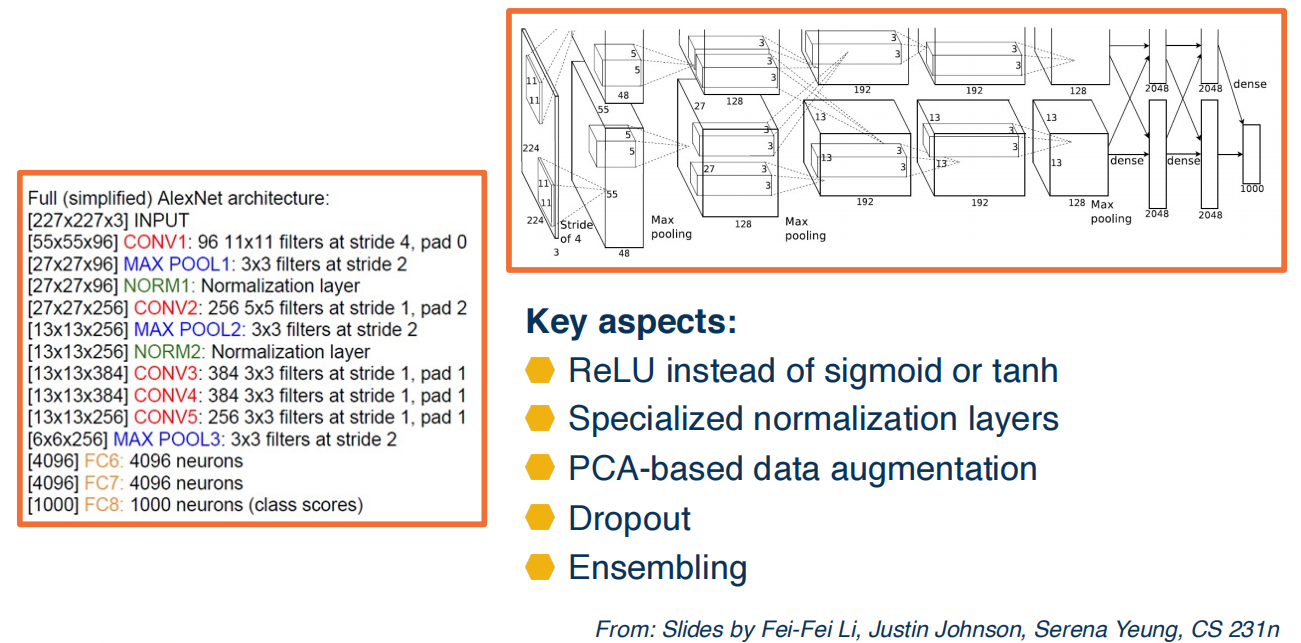 Full (simplified) AlexNet architecture:
[227x227x3] INPUT
[55x55x96] CONV1: 96 11x11 filters at stride 4, pad 0
[27x27x96] MAX POOL1: 3x3 filters at stride 2
[27x27x96] NORM1: Normalization layer
[27x27x256] CONV2: 256 5x5 filters at stride 1, pad 2
[13x13x256] MAX POOL2: 3x3 filters at stride 2
[13x13x256] NORM2: Normalization layer
[13x13x384] CONV3: 384 3x3 filters at stride 1, pad 1
[13x13x384] CONV4: 384 3x3 filters at stride 1, pad 1
[13x13x256] CONV5: 256 3x3 filters at stride 1, pad 1
[6x6x256] MAX POOL3: 3x3 filters at stride 2
[4096] FC6: 4096 neurons
[4096] FC7: 4096 neurons
[1000] FC8: 1000 neurons (class scores)
5 3 3 3
5 3 3 3
11 3
48 128 192 192 128 2048 2048 dense
11 55 27 13 13 13
5 3 3 3
224 5 3 3 3
13 13 13 dense dense
11 27 3
55 3
11 192 192 128 1000
224 Stride Max 128 Max Max 2048 2048
of 4 pooling pooling pooling
3 48
Key aspects:
ReLU instead of sigmoid or tanh
Specialized normalization layers
PCA-based data augmentation
Dropout
Ensembling
From: Slides by Fei-Fei Li, Justin Johnson, Serena Yeung, CS 231n